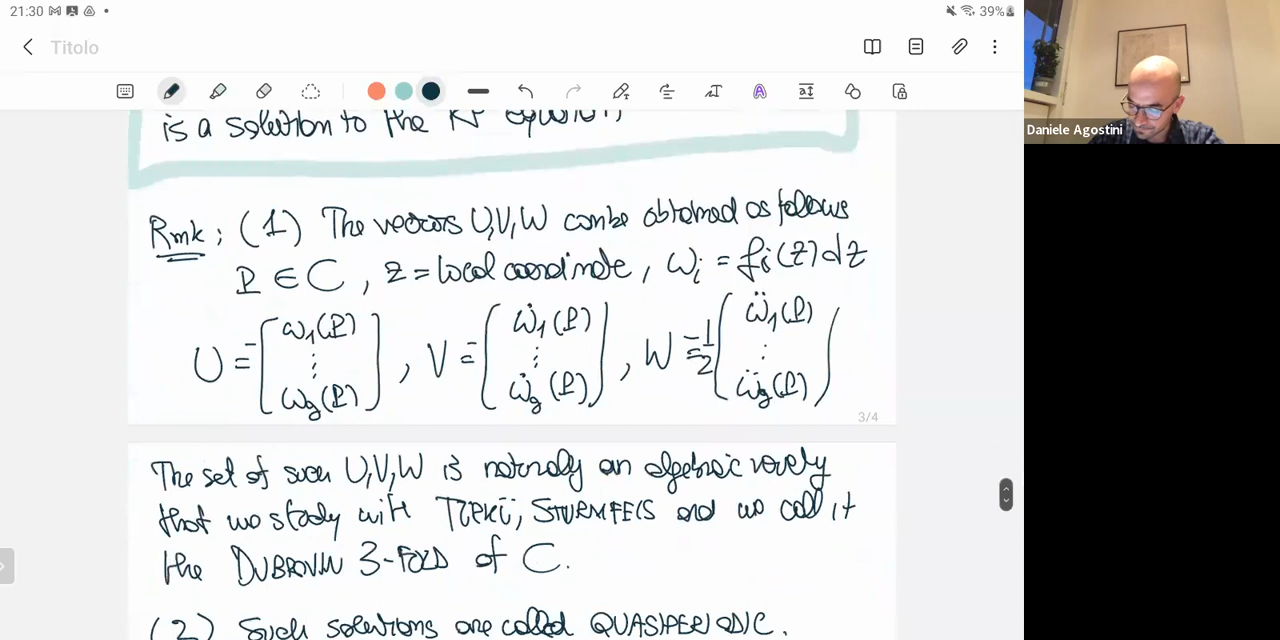 21:30
39%
Titolo
Daniele Agostini
is a solution to the KP equation,
Rmk: (1) The vectors U,V,W can be obtained as follows
P ∈ C, z = local coordinate, ωi = fi(z)dz
U = - [ω1(P) ⋮ ωg(P)], V = - [ω̇1(P) ⋮ ω̇g(P)], W = -1/2 [ω̈1(P) ⋮ ω̈g(P)]
3/4
The set of such U,V,W is naturally an algebraic variety
that we study with TÜRKÜ, STURMFELS and we call it
the DUBROVIN 3-FOLD of C.
(2) Such solutions are called QUASIPERIODIC.